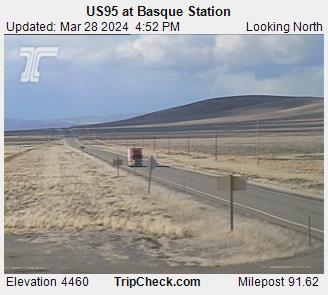 US95 at Basque Station
Updated: Mar 28 2024 4:52 PM Looking North
Elevation 4460 TripCheck.com Milepost 91.62